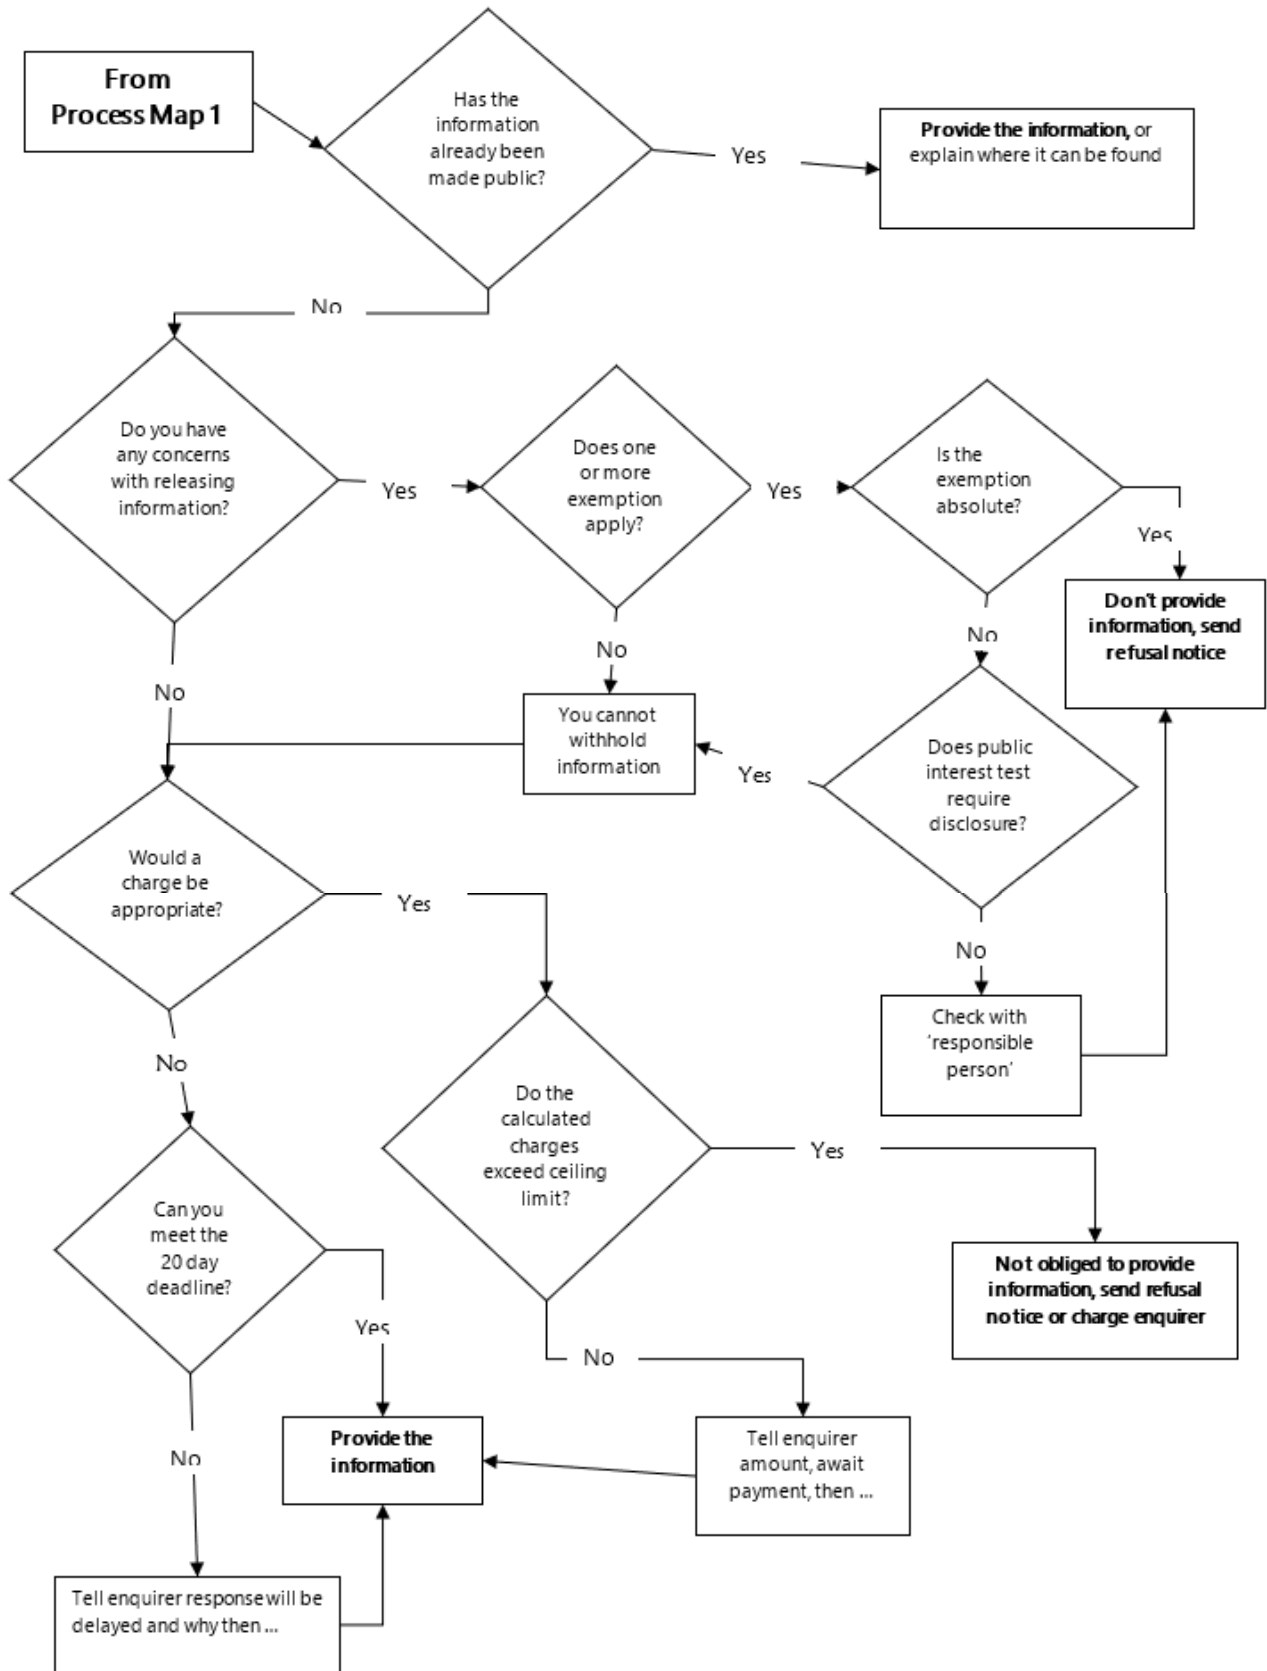 From
Process Map 1
Has the
information
already been
made public?
Yes
Provide the information, or
explain where it can be found
No
Do you have
any concerns
with releasing
information?
Yes
Does one
or more
exemption
apply?
Yes
Is the
exemption
absolute?
Yes
Don't provide
information, send
refusal notice
No
No
No
You cannot
withhold
information
Yes
Does public
interest test
require
disclosure?
Would a
charge be
appropriate?
Yes
No
Check with
‘responsible
person’
No
Do the
calculated
charges
exceed ceiling
limit?
Yes
Not obliged to provide
information, send refusal
notice or charge enquirer
Can you
meet the
20 day
deadline?
Yes
No
No
Provide the
information
Tell enquirer
amount, await
payment, then ...
Tell enquirer response will be
delayed and why then ...